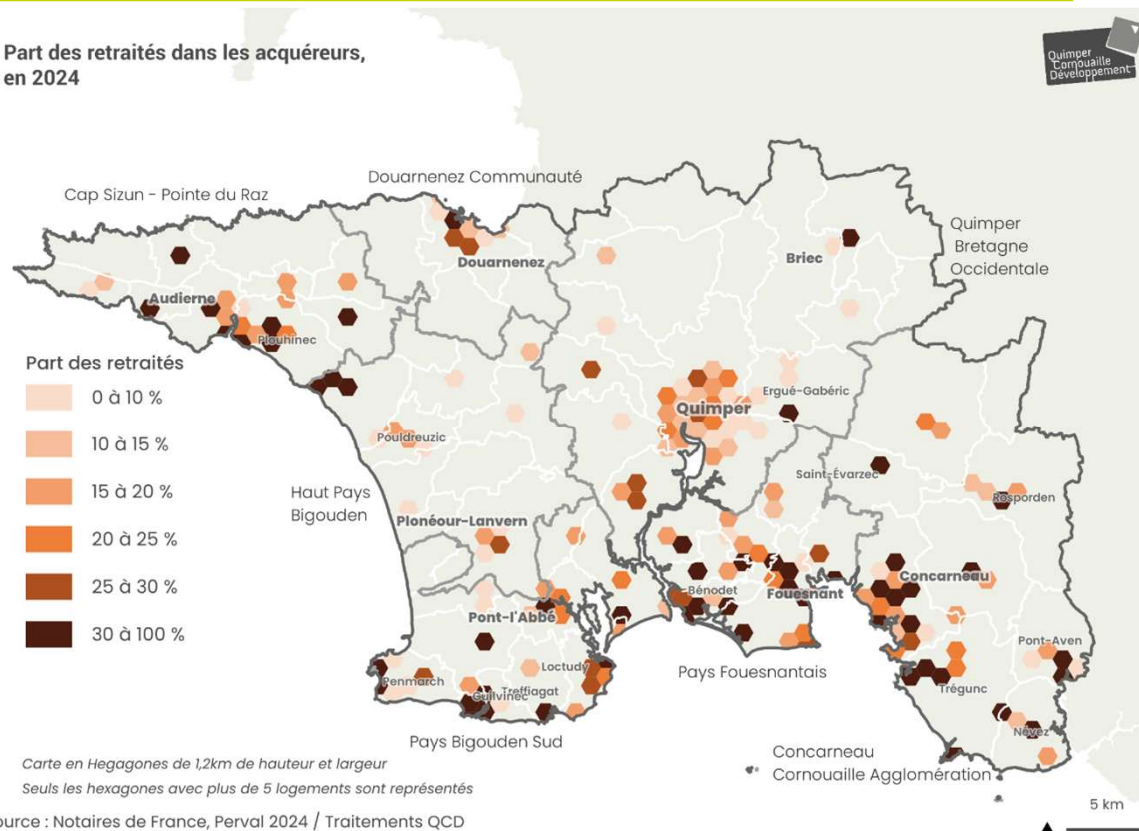 Part des retraités dans les acquéreurs,
en 2024
Quimper
Cornouaille
Développement
Cap Sizun - Pointe du Raz
Douarnenez Communauté
Quimper
Bretagne
Occidentale
Briec
Douarnenez
Audierne
Plouhinec
Part des retraités
0 à 10 %
10 à 15 %
15 à 20 %
20 à 25 %
25 à 30 %
30 à 100 %
Ergué-Gabéric
Quimper
Pouldreuzic
Saint-Évarzec
Rosporden
Haut Pays
Bigouden
Plonéour-Lanvern
Concarneau
Bénodet
Fouesnant
Pont-l'Abbé
Pont-Aven
Loctudy
Pays Fouesnantais
Penmarch
Treffiagat
Guilvinec
Trégunc
Névez
Pays Bigouden Sud
Concarneau
Cornouaille Agglomération
Carte en Hegagones de 1,2km de hauteur et largeur
Seuls les hexagones avec plus de 5 logements sont représentés
5 km
ource : Notaires de France, Perval 2024 / Traitements QCD